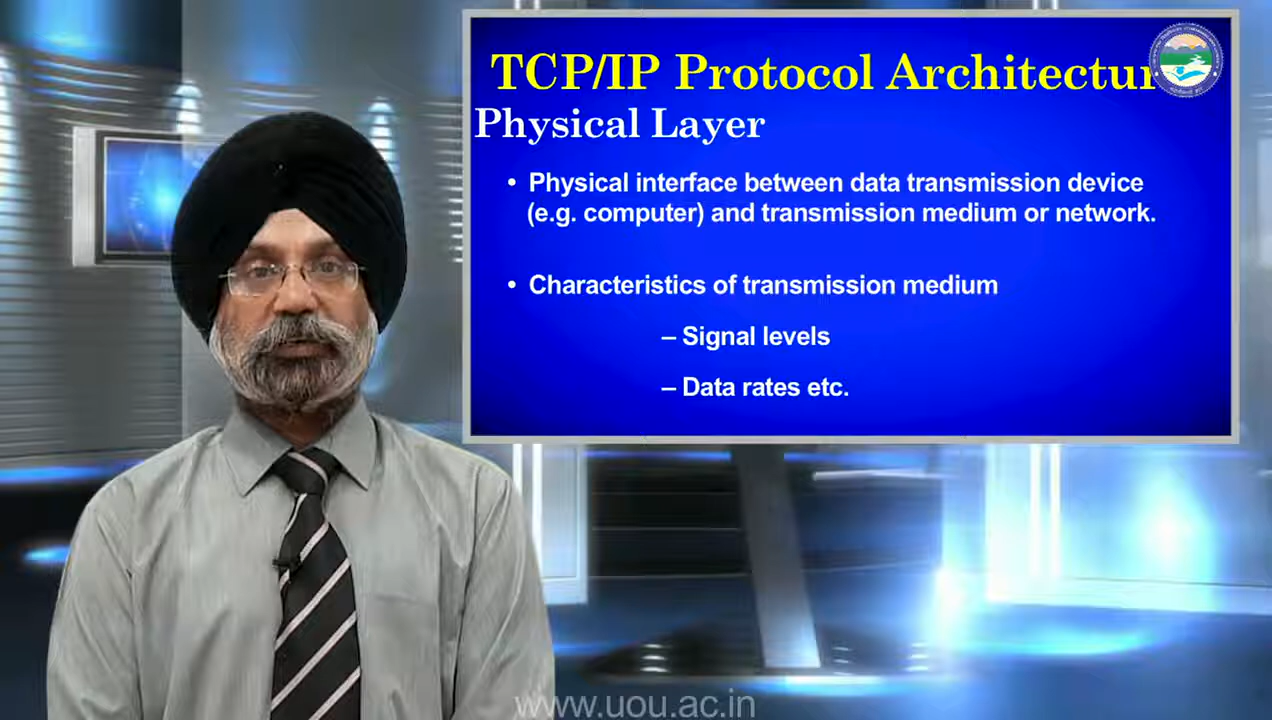 TCP/IP Protocol Architectur
Physical Layer
• Physical interface between data transmission device
(e.g. computer) and transmission medium or network.
• Characteristics of transmission medium
– Signal levels
– Data rates etc.
www.uou.ac.in